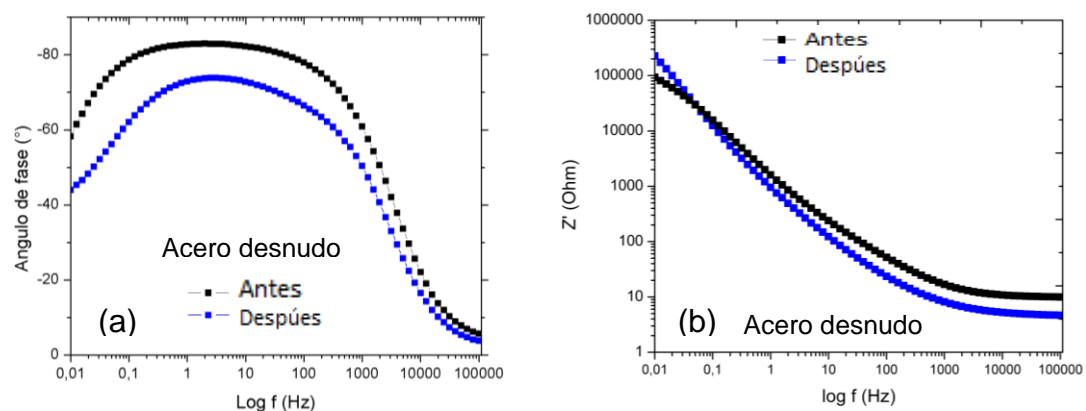 (a)
-80
-60
-40
-20
0
Angulo de fase (°)
Acero desnudo
Antes
Despúes
0,01 0,1 1 10 100 1000 10000 100000
Log f (Hz)
(b)
1000000
100000
10000
1000
100
10
1
Z' (Ohm)
Antes
Despúes
Acero desnudo
0,01 0,1 1 10 100 1000 10000 100000
log f (Hz)